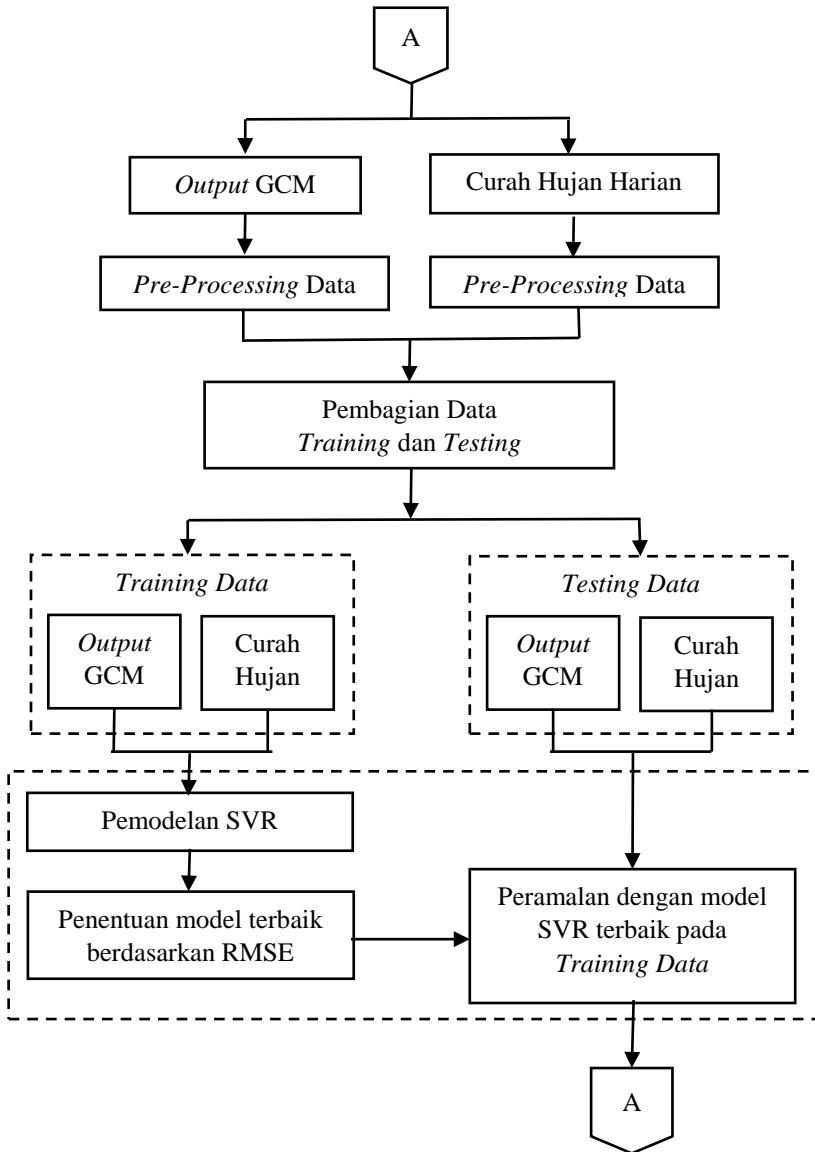 A
Output GCM
Curah Hujan Harian
Pre-Processing Data
Pre-Processing Data
Pembagian Data
Training dan Testing
Training Data
Output
GCM
Curah
Hujan
Testing Data
Output
GCM
Curah
Hujan
Pemodelan SVR
Penentuan model terbaik
berdasarkan RMSE
Peramalan dengan model
SVR terbaik pada
Training Data
A